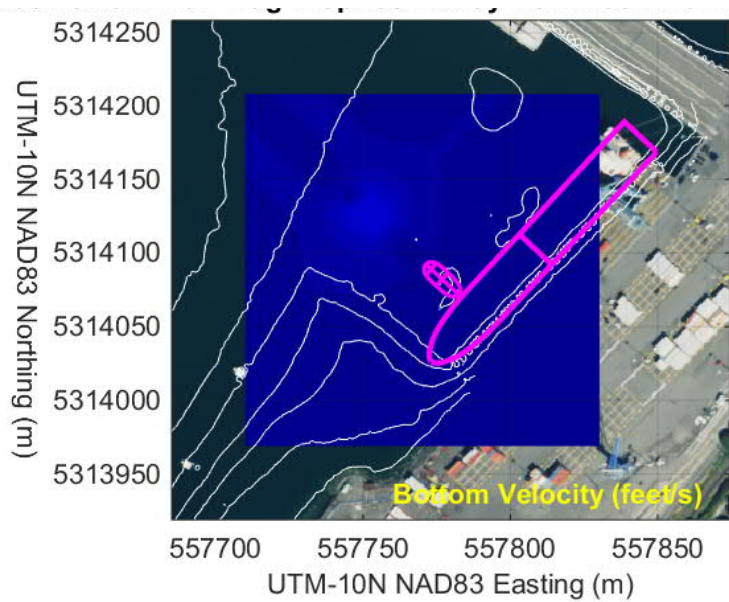 5314250
5314200
5314150
5314100
5314050
5314000
5313950
UTM-10N NAD83 Northing (m)
Bottom Velocity (feet/s)
557700 557750 557800 557850
UTM-10N NAD83 Easting (m)